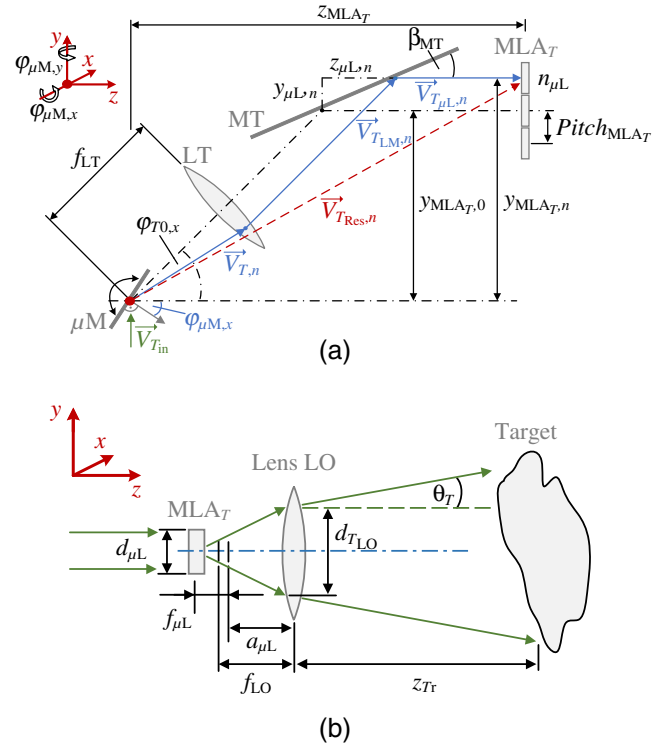 z_MLA_T
y
x
z
φ_μM,y
φ_μM,x
β_MT
MLA_T
z_μL,n
y_μL,n
n_μL
V_TμL,n
MT
V_TLM,n
Pitch_MLA_T
f_LT
LT
y_MLA_T,0
y_MLA_T,n
V_TRes,n
φ_T0,x
V_T,n
μM
φ_μM,x
V_Tin
(a)
y
x
z
Target
Lens LO
MLA_T
θ_T
d_μL
d_T_LO
f_μL
a_μL
f_LO
z_Tr
(b)